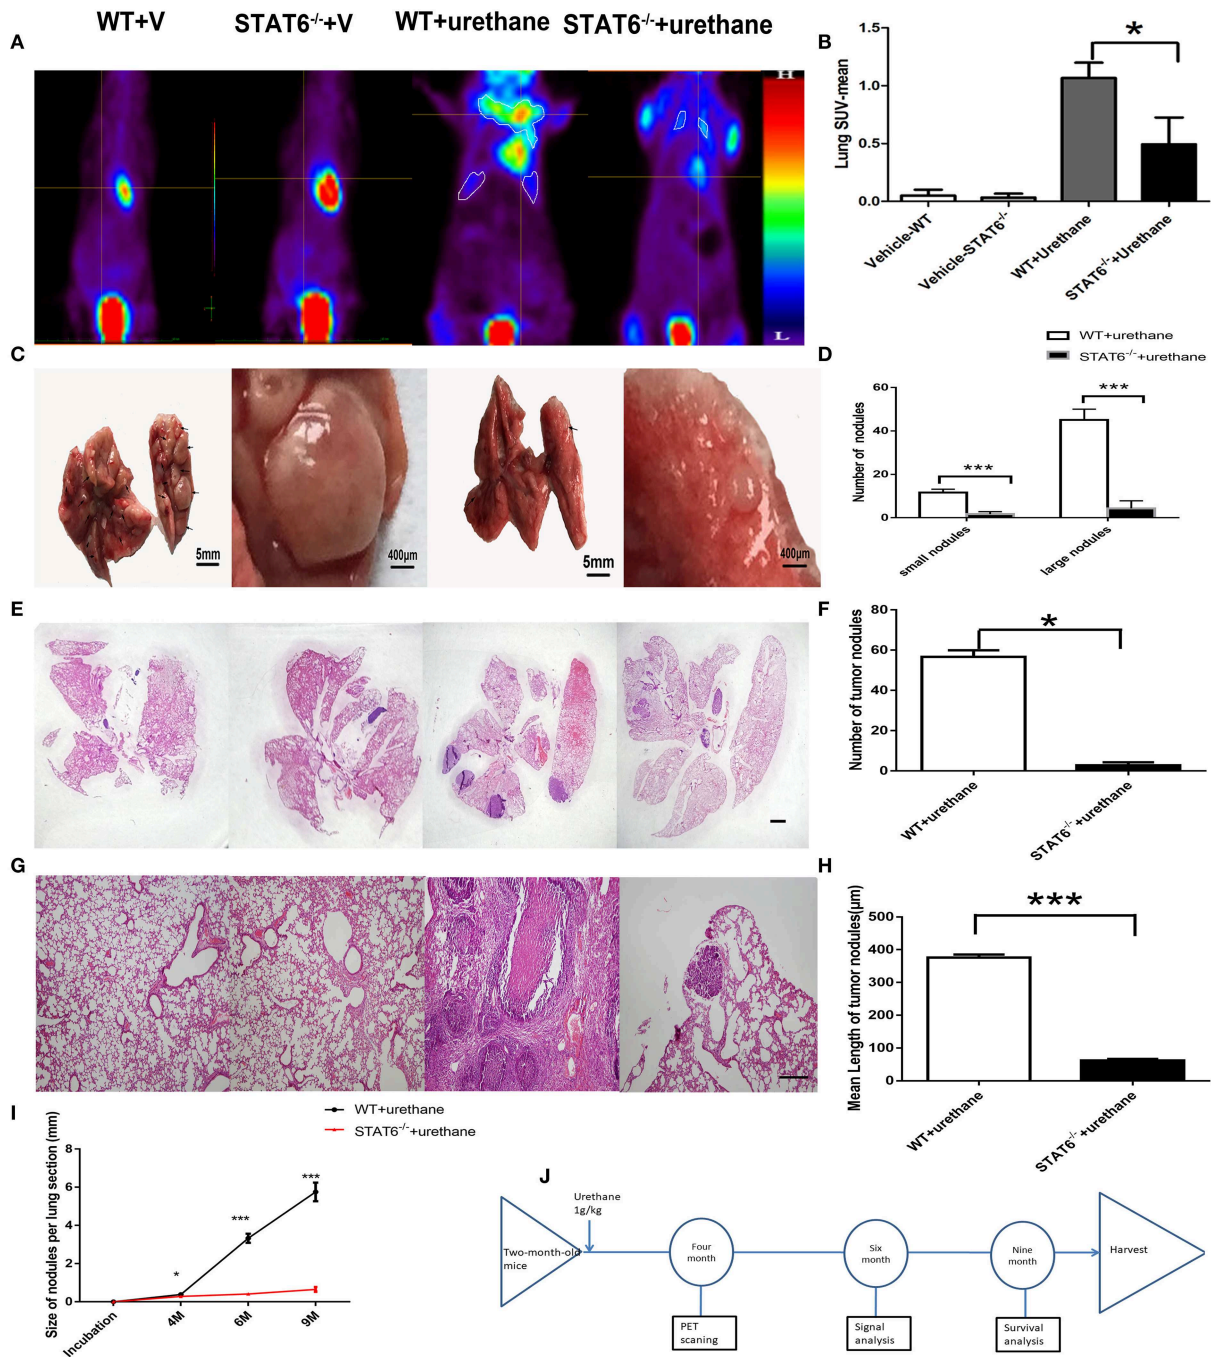 WT+V
STAT6-/-+V
WT+urethane
STAT6-/-+urethane
A
H
L
B
Lung SUV-mean
1.5
1.0
0.5
0.0
*
Vehicle-WT
Vehicle-STAT6-/-
WT+Urethane
STAT6-/-+Urethane
C
5mm
400μm
5mm
400μm
D
WT+urethane
STAT6-/-+urethane
Number of nodules
60
40
20
0
***
***
small nodules
large nodules
E
F
Number of tumor nodules
80
60
40
20
0
*
WT+urethane
STAT6-/-+urethane
G
H
Mean Length of tumor nodules(μm)
500
400
300
200
100
0
***
WT+urethane
STAT6-/-+urethane
I
WT+urethane
STAT6-/-+urethane
Size of nodules per lung section (mm)
8
6
4
2
0
*
***
***
Incubation
4M
6M
9M
J
Urethane
1g/kg
Two-month-old
mice
Four
month
Six
month
Nine
month
Harvest
PET
scaning
Signal
analysis
Survival
analysis